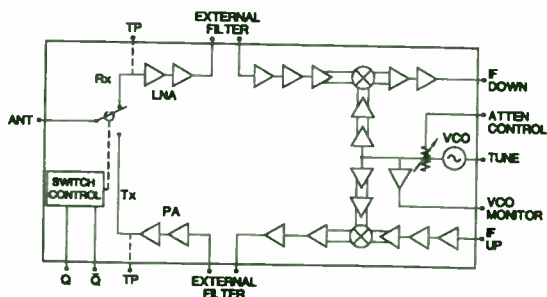 EXTERNAL
FILTER
TP
Rx
LNA
IF
DOWN
ATTEN
CONTROL
ANT
VCO
TUNE
SWITCH
CONTROL
Tx
PA
VCO
MONITOR
IF
UP
Q
Q̄
TP
EXTERNAL
FILTER